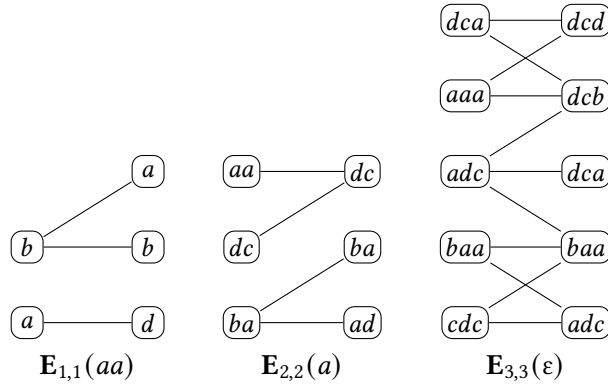 dca dcd
aaa dcb
a aa dc adc dca
b b dc ba baa baa
a d ba ad cdc adc
E1,1(aa) E2,2(a) E3,3(ε)